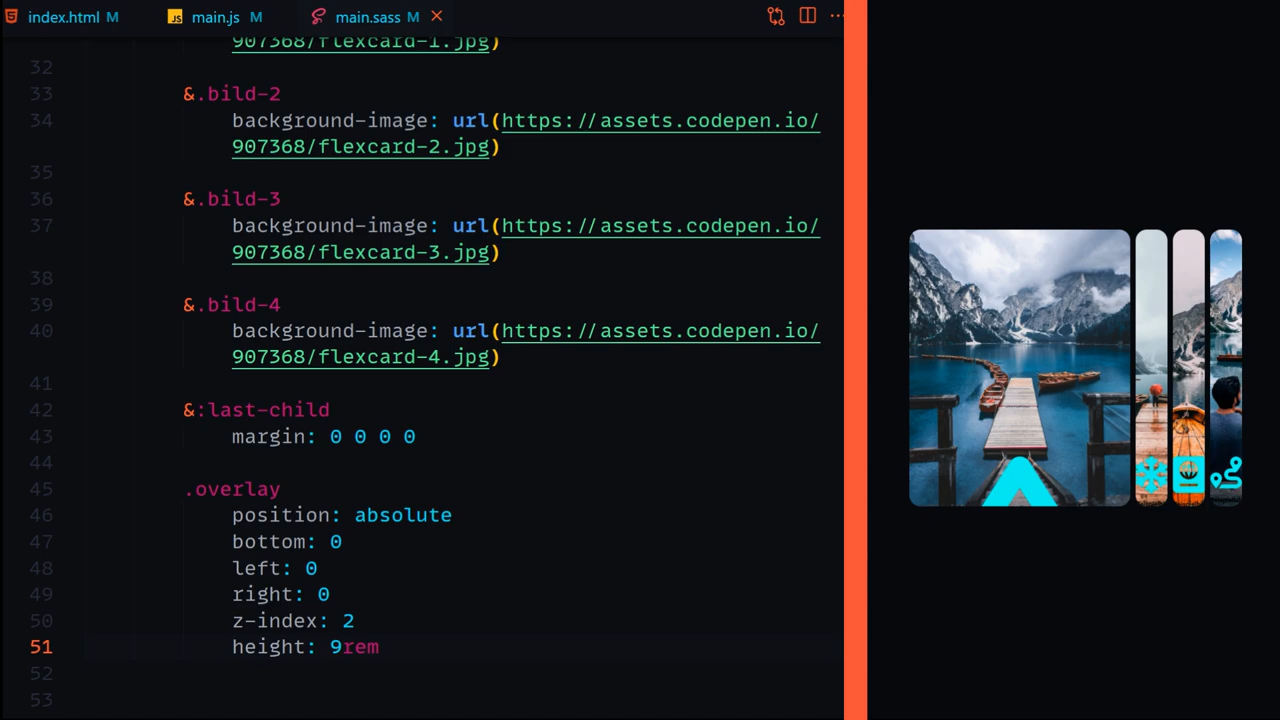 index.html M
JS main.js M
main.sass M
907368/flexcard-1.jpg)
32
33 &.bild-2
34 background-image: url(https://assets.codepen.io/
907368/flexcard-2.jpg)
35
36 &.bild-3
37 background-image: url(https://assets.codepen.io/
907368/flexcard-3.jpg)
38
39 &.bild-4
40 background-image: url(https://assets.codepen.io/
907368/flexcard-4.jpg)
41
42 &:last-child
43 margin: 0 0 0 0
44
45 .overlay
46 position: absolute
47 bottom: 0
48 left: 0
49 right: 0
50 z-index: 2
51 height: 9rem
52
53